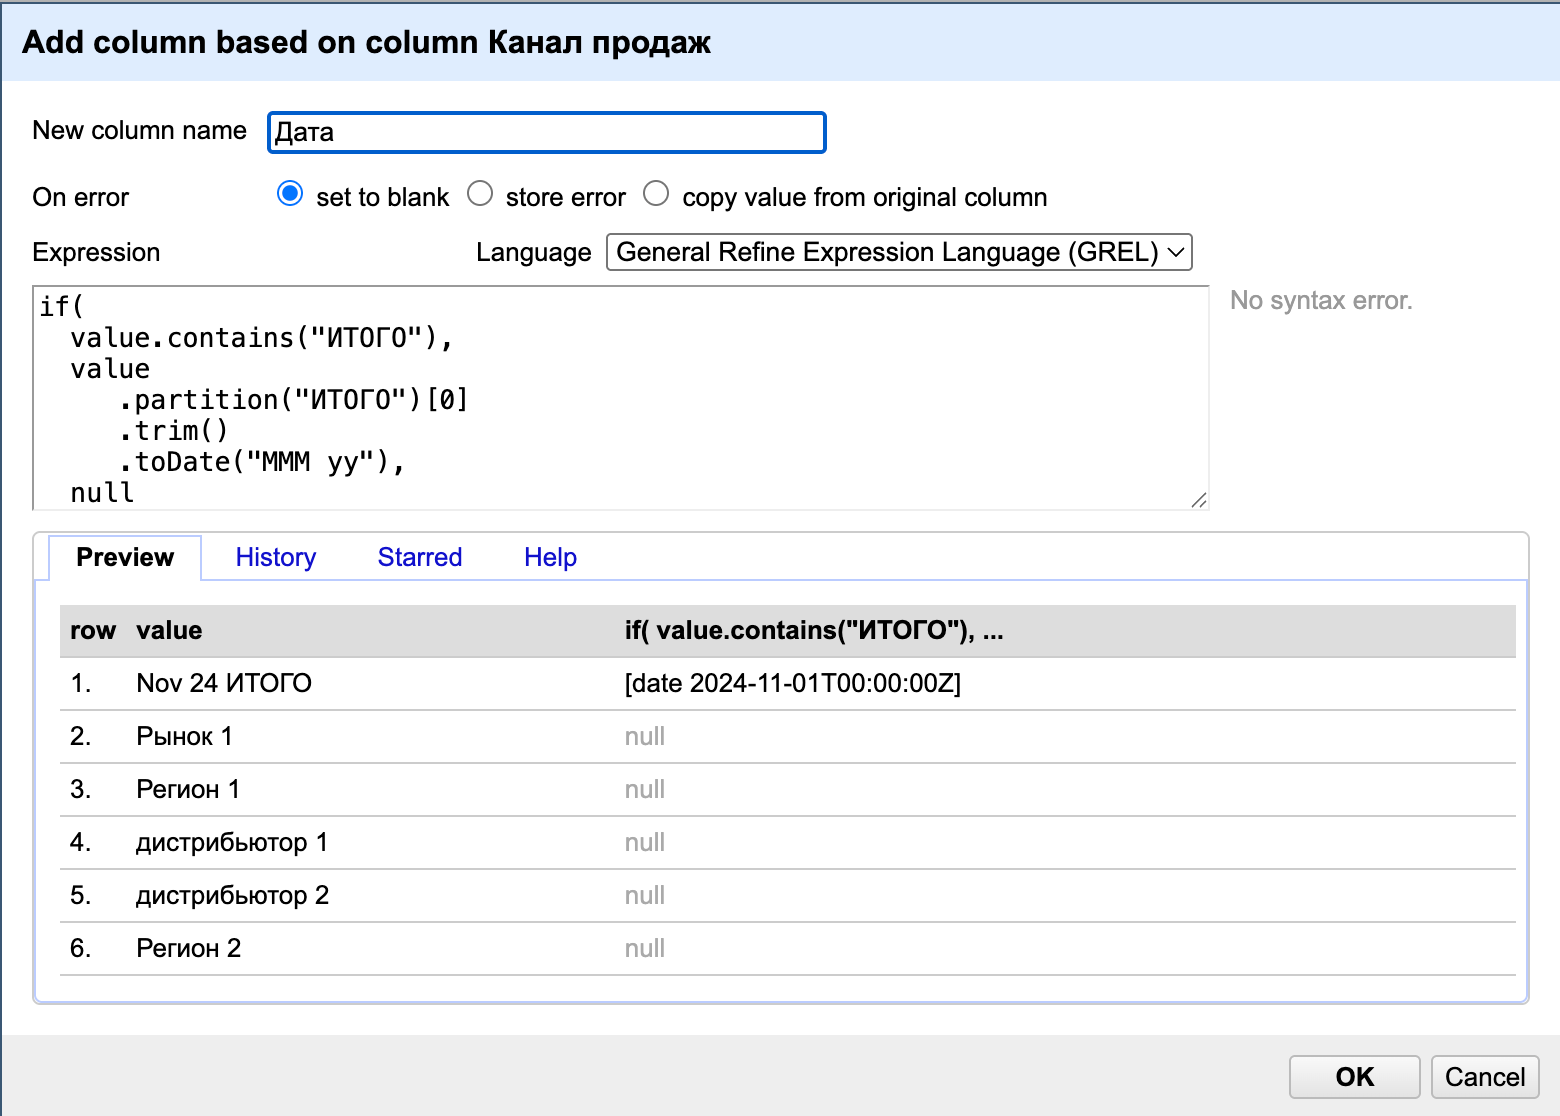 Add column based on column Канал продаж
New column name Дата
On error set to blank store error copy value from original column
Expression Language General Refine Expression Language (GREL)
if(
value.contains("ИТОГО"),
value
.partition("ИТОГО")[0]
.trim()
.toDate("MMM yy"),
null
No syntax error.
Preview History Starred Help
row value if( value.contains("ИТОГО"), ...
1. Nov 24 ИТОГО [date 2024-11-01T00:00:00Z]
2. Рынок 1 null
3. Регион 1 null
4. дистрибьютор 1 null
5. дистрибьютор 2 null
6. Регион 2 null
OK Cancel